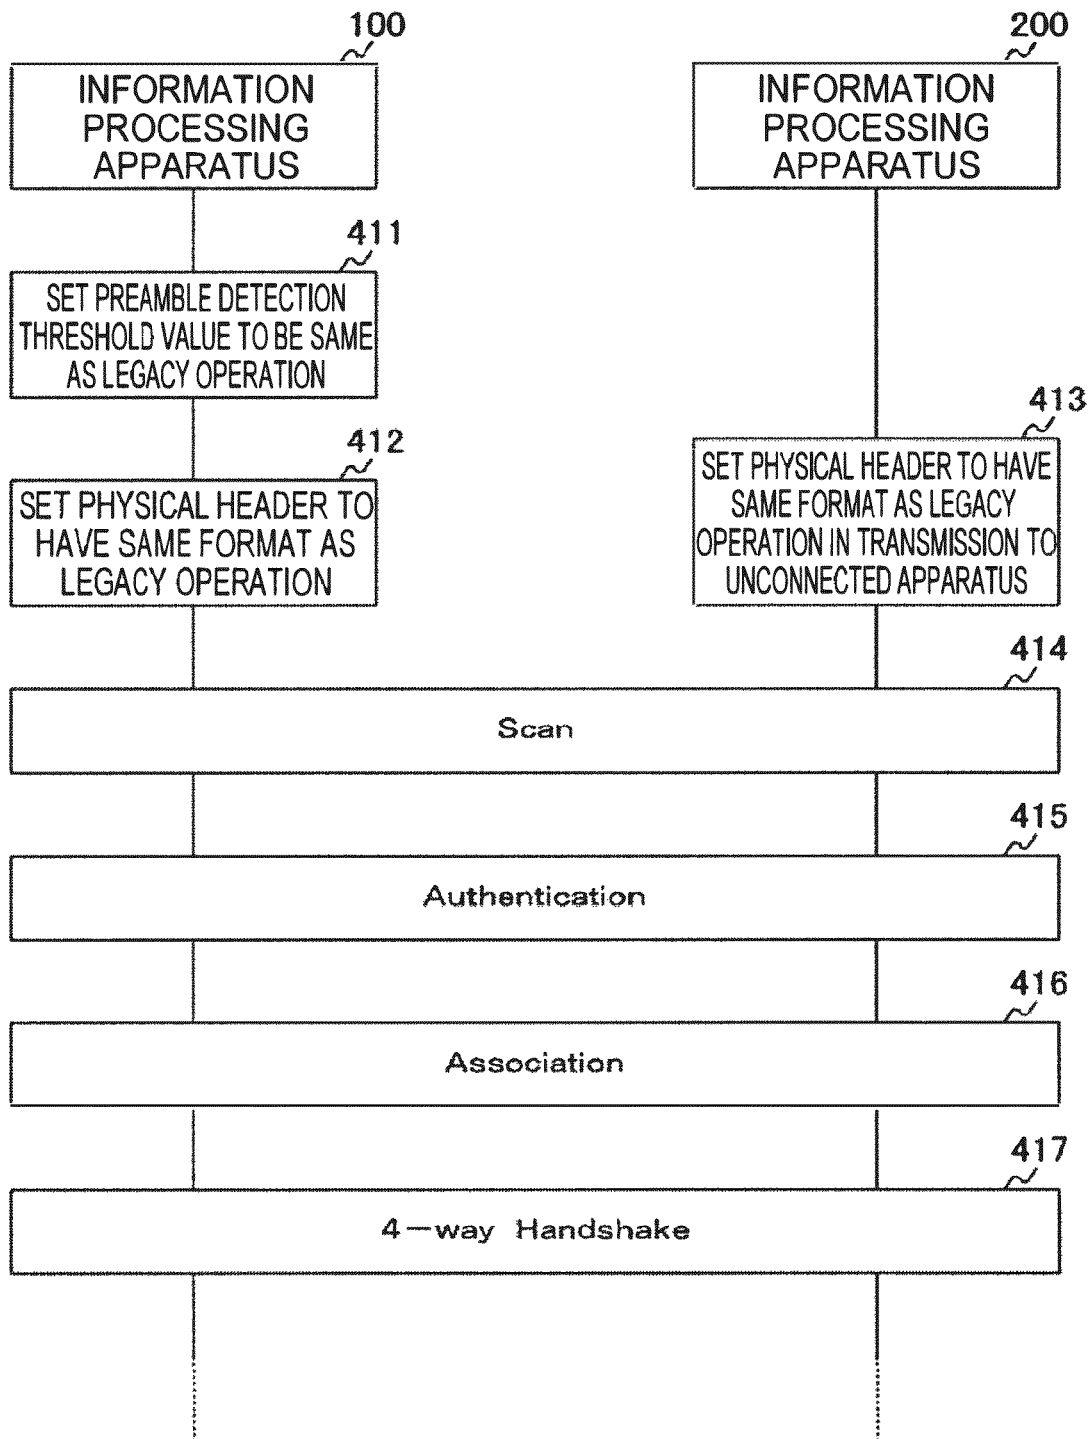 100
200
INFORMATION
PROCESSING
APPARATUS
INFORMATION
PROCESSING
APPARATUS
411
SET PREAMBLE DETECTION
THRESHOLD VALUE TO BE SAME
AS LEGACY OPERATION
412
SET PHYSICAL HEADER TO
HAVE SAME FORMAT AS
LEGACY OPERATION
413
SET PHYSICAL HEADER TO HAVE
SAME FORMAT AS LEGACY
OPERATION IN TRANSMISSION TO
UNCONNECTED APPARATUS
414
Scan
415
Authentication
416
Association
417
4-way Handshake